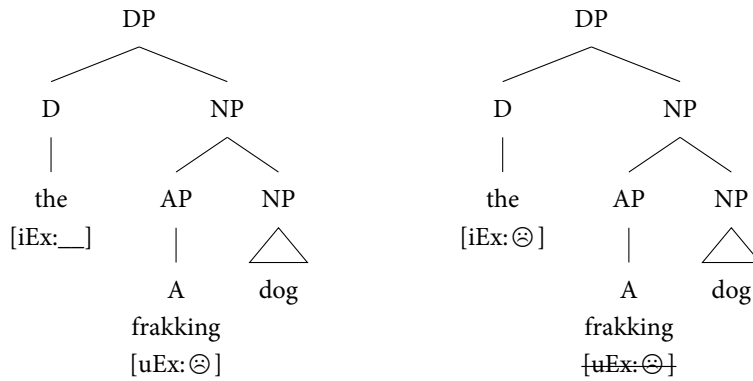 DP DP
D NP D NP
the AP NP the AP NP
[iEx:__] [iEx:☹]
A dog A dog
frakking frakking
[uEx:☹] [uEx:☹]